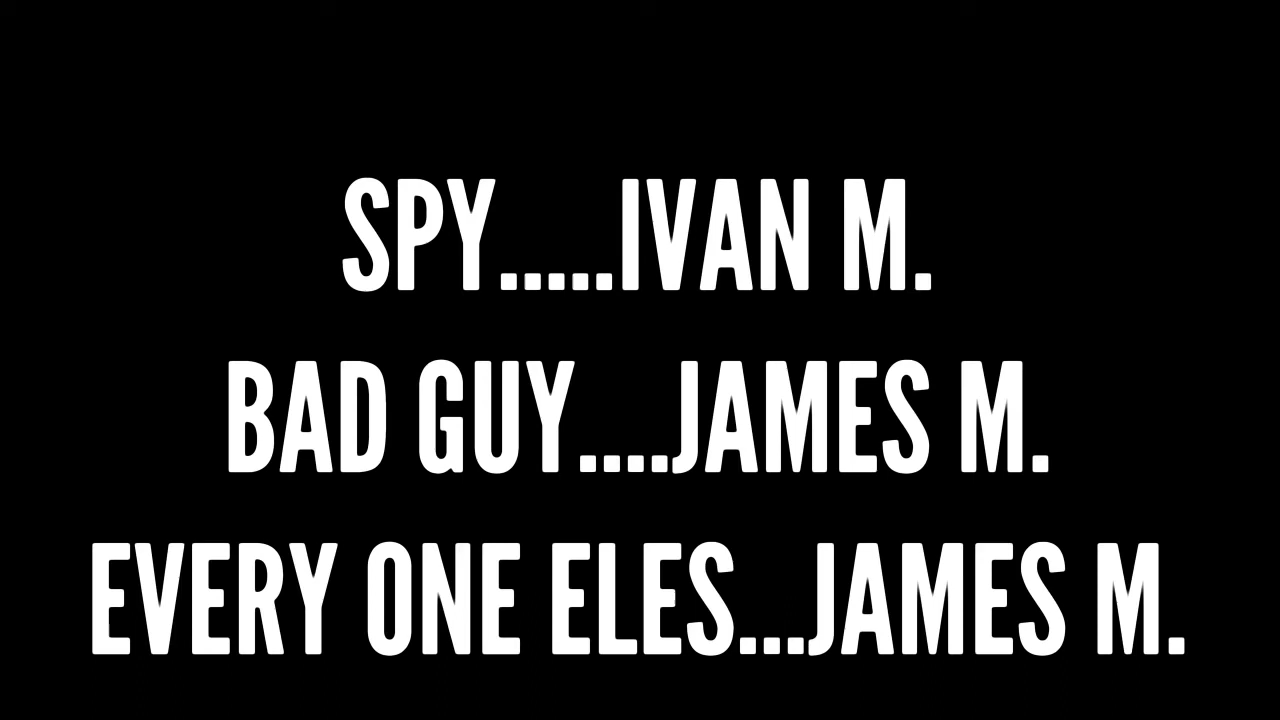 SPY.....IVAN M.
BAD GUY....JAMES M.
EVERY ONE ELES...JAMES M.